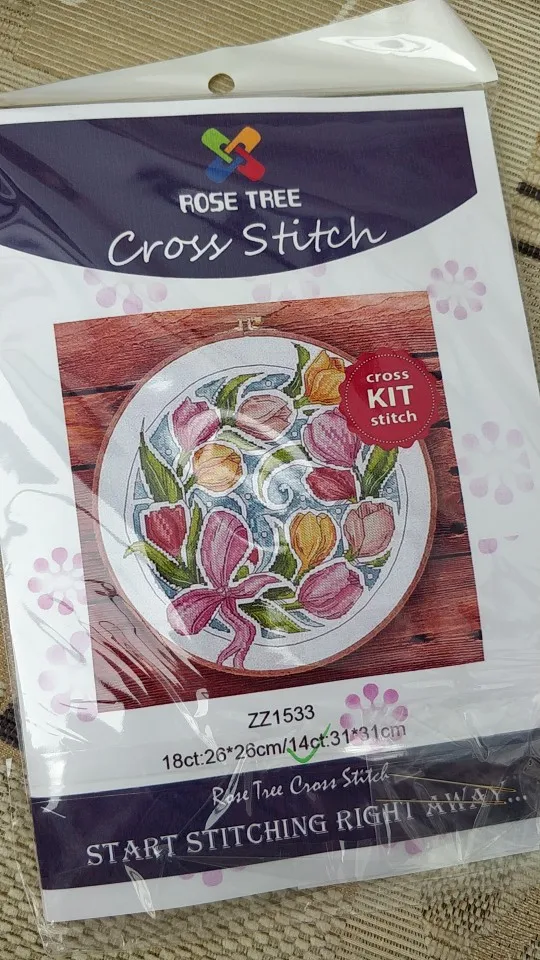 ROSE TREE
Cross Stitch
cross
KIT
stitch
ZZ1533
18ct:26*26cm/14ct:31*31cm
Rose Tree Cross Stitch
START STITCHING RIGHT AWAY...